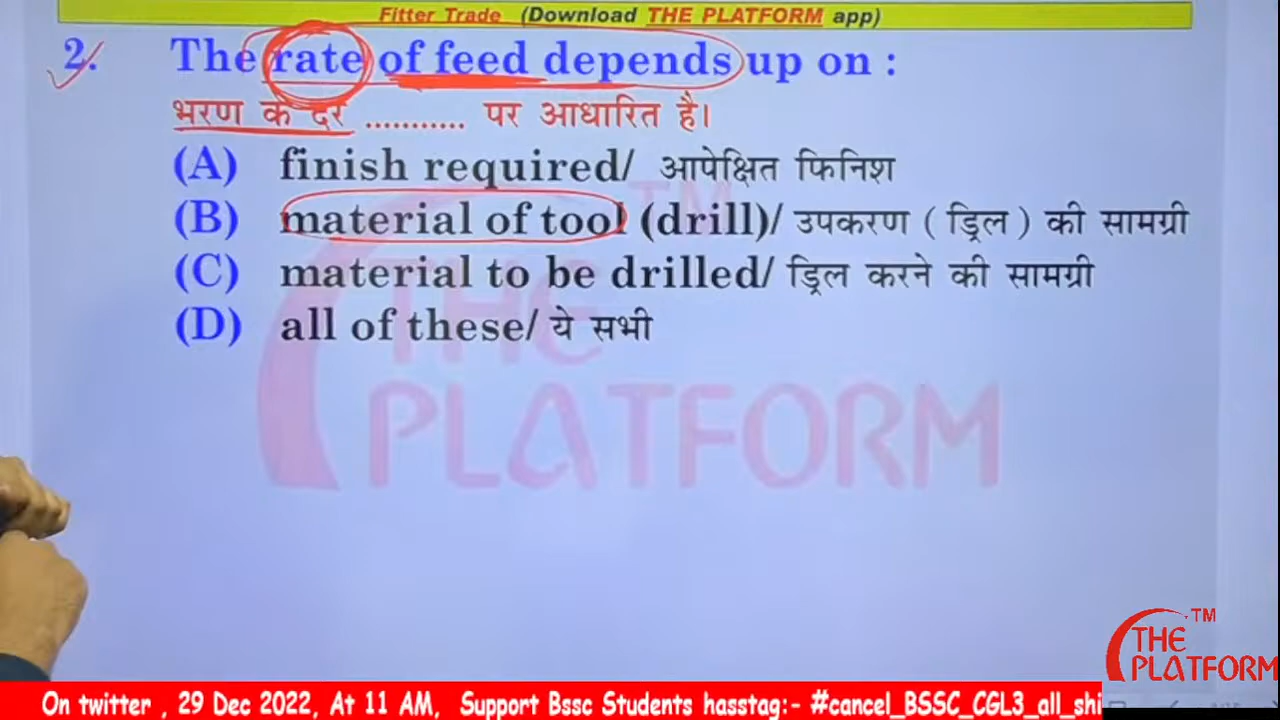 Fitter Trade (Download THE PLATFORM app)
2. The rate of feed depends up on :
भरण के दर ........... पर आधारित है।
(A) finish required/ आपेक्षित फिनिश
(B) material of tool (drill)/ उपकरण ( ड्रिल ) की सामग्री
(C) material to be drilled/ ड्रिल करने की सामग्री
(D) all of these/ ये सभी
THE TM
PLATFORM
THE TM
PLATFORM
On twitter , 29 Dec 2022, At 11 AM, Support Bssc Students hasstag:- #cancel_BSSC_CGL3_all_shi